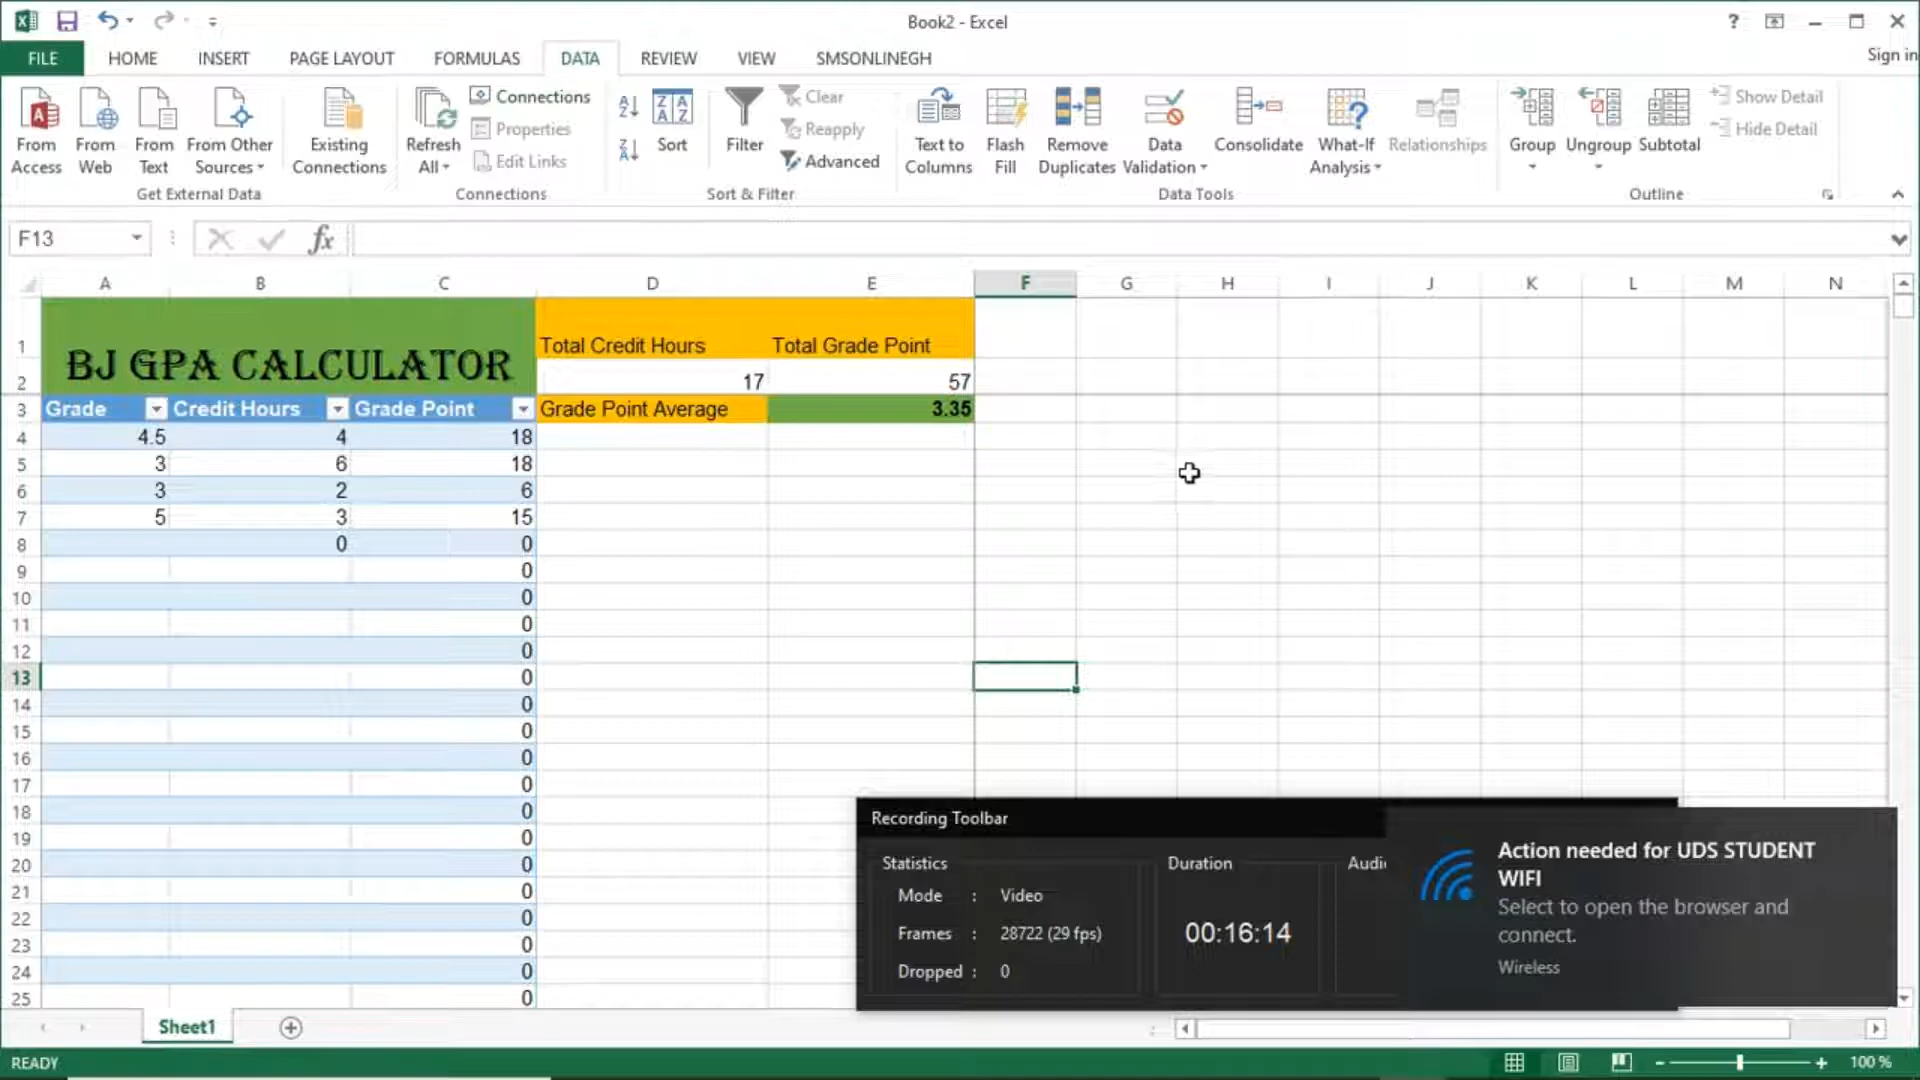 Book2 - Excel
?
Sign in
FILE HOME INSERT PAGE LAYOUT FORMULAS DATA REVIEW VIEW SMSONLINEGH
From Access
From Web
From Text
From Other Sources
Get External Data
Existing Connections
Refresh All
Connections
Properties
Edit Links
Connections
Sort
Filter
Clear
Reapply
Advanced
Sort & Filter
Text to Columns
Flash Fill
Remove Duplicates
Data Validation
Consolidate
What-If Analysis
Relationships
Data Tools
Group
Ungroup
Subtotal
Show Detail
Hide Detail
Outline
F13
fx
A B C D E F G H I J K L M N
1 Total Credit Hours Total Grade Point
BJ GPA CALCULATOR
2 17 57
3 Grade Credit Hours Grade Point Grade Point Average 3.35
4 4.5 4 18
5 3 6 18
6 3 2 6
7 5 3 15
8 0 0
9 0
10 0
11 0
12 0
13 0
14 0
15 0
16 0
17 0
18 0
19 0
20 0
21 0
22 0
23 0
24 0
25 0
Recording Toolbar
Statistics
Mode : Video
Frames : 28722 (29 fps)
Dropped : 0
Duration
00:16:14
Action needed for UDS STUDENT
WIFI
Select to open the browser and
connect.
Wireless
Sheet1
READY
100 %